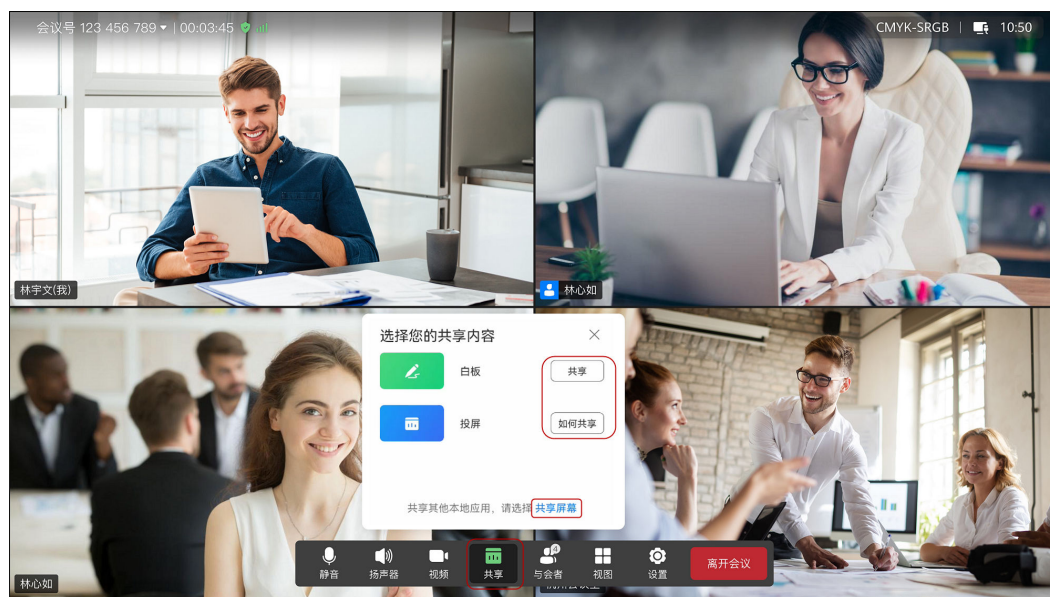 会议号 123 456 789 | 00:03:45
CMYK-SRGB | 10:50
林宇文(我)
林心如
选择您的共享内容
白板
共享
投屏
如何共享
共享其他本地应用，请选择 共享屏幕
林心如
静音
扬声器
视频
共享
4
与会者
视图
设置
离开会议